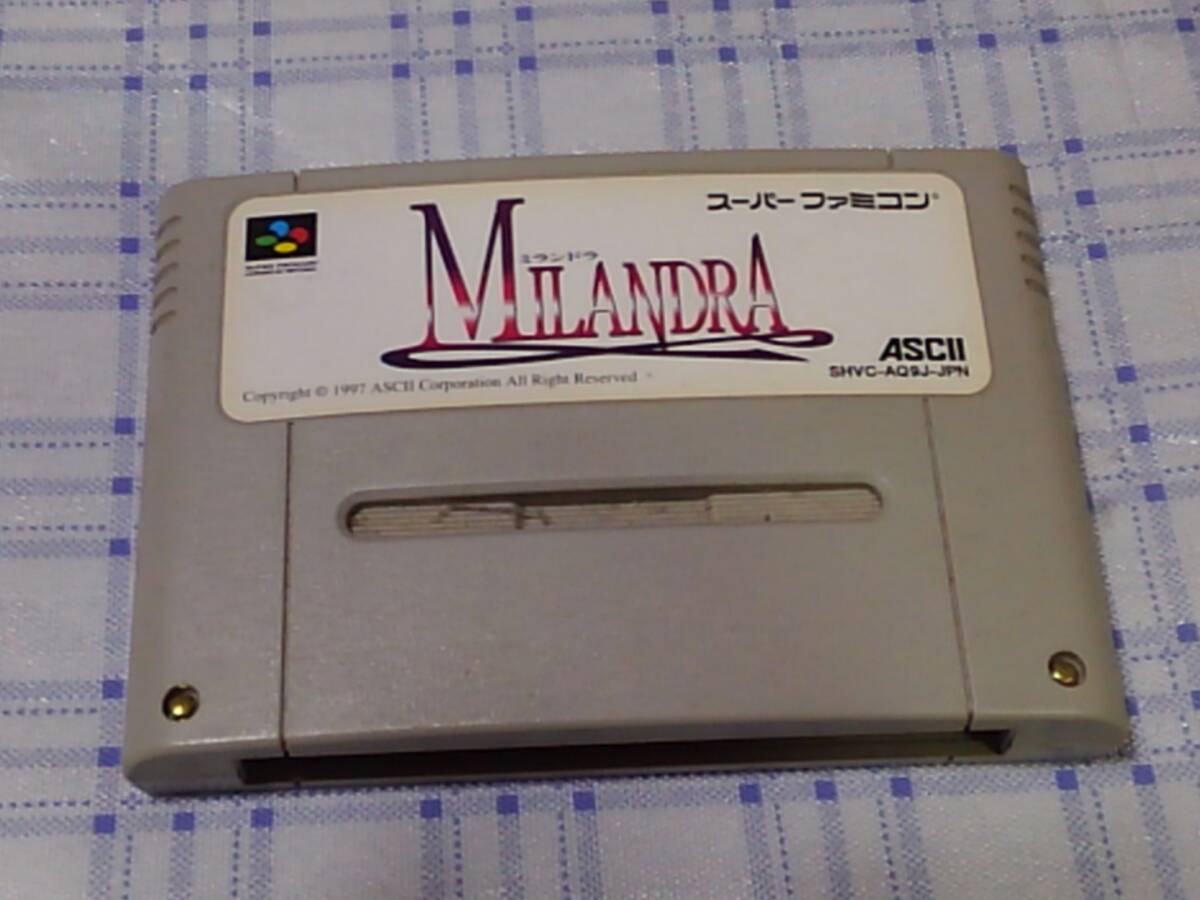 スーパーファミコン
ミランドラ
MILANDRA
ASCII
SHVC-AQ9J-JPN
Copyright © 1997 ASCII Corporation All Right Reserved